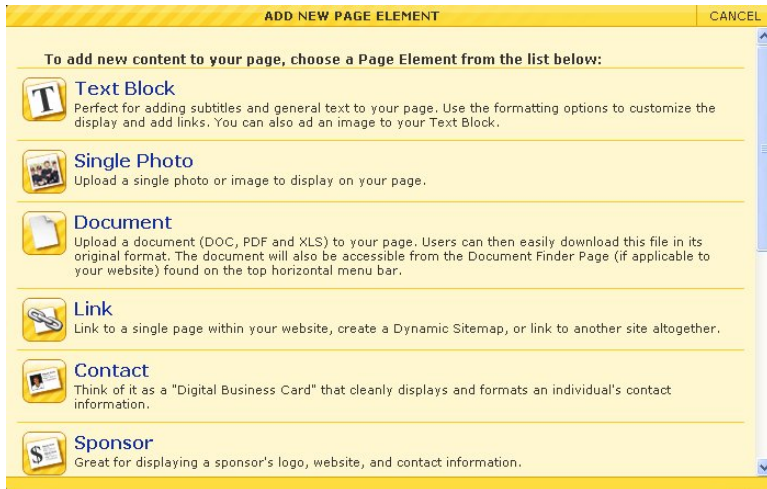 ADD NEW PAGE ELEMENT CANCEL
To add new content to your page, choose a Page Element from the list below:
T
Text Block
Perfect for adding subtitles and general text to your page. Use the formatting options to customize the
display and add links. You can also ad an image to your Text Block.
Single Photo
Upload a single photo or image to display on your page.
Document
Upload a document (DOC, PDF and XLS) to your page. Users can then easily download this file in its
original format. The document will also be accessible from the Document Finder Page (if applicable to
your website) found on the top horizontal menu bar.
Link
Link to a single page within your website, create a Dynamic Sitemap, or link to another site altogether.
Contact
Think of it as a "Digital Business Card" that cleanly displays and formats an individual's contact
information.
$
Sponsor
Great for displaying a sponsor's logo, website, and contact information.